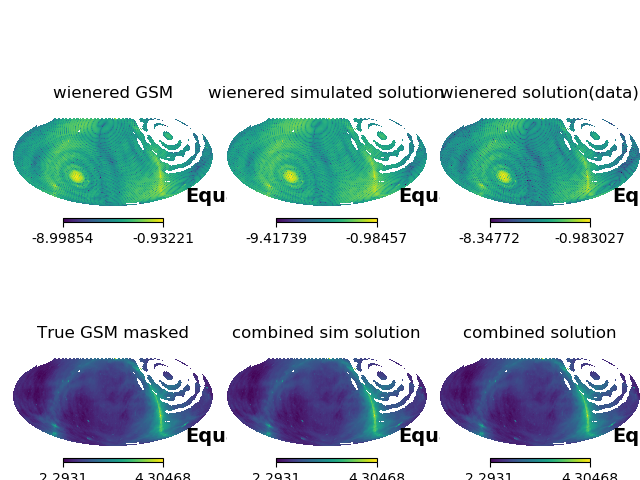 wienered GSM wienered simulated solution wienered solution(data)
Equ Equ Eq
-8.99854 -0.93221 -9.41739 -0.98457 -8.34772 -0.983027
True GSM masked combined sim solution combined solution
Equ Equ Eq
2.2931 4.30468 2.2931 4.30468 2.2931 4.30468